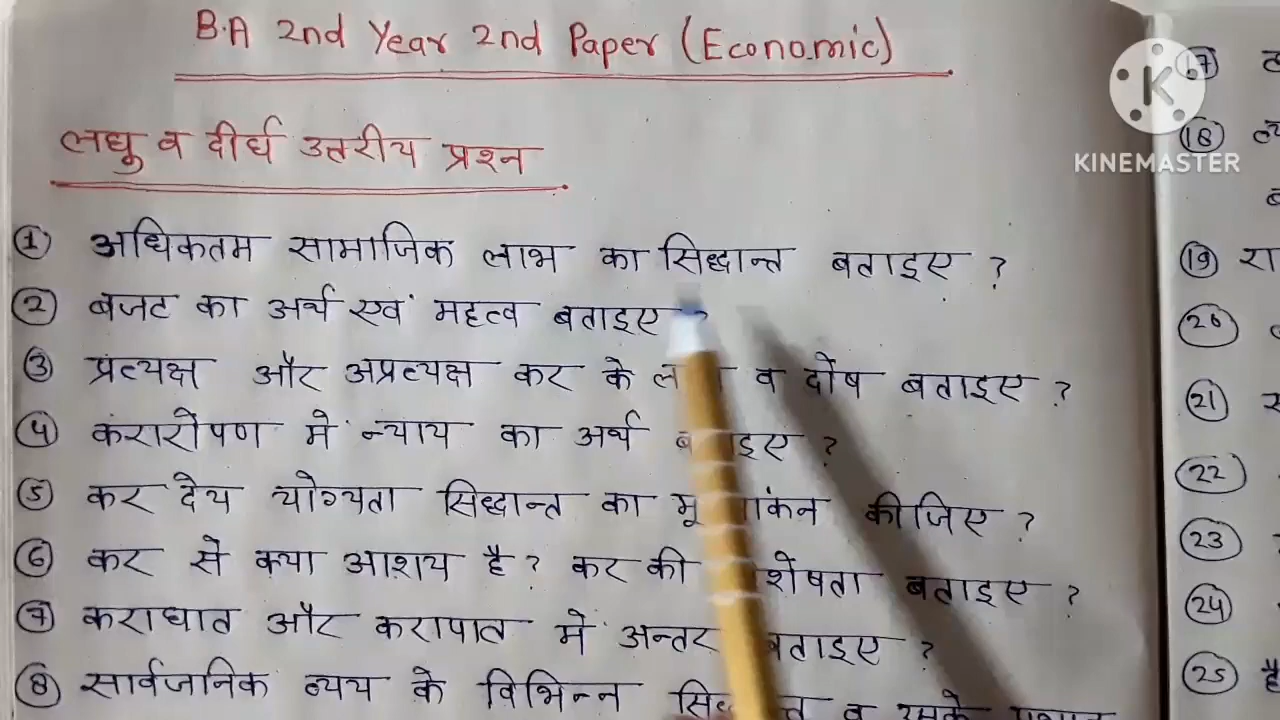 B.A 2nd Year 2nd Paper (Economic)
लघु व दीर्घ उत्तरीय प्रश्न
① अधिकतम सामाजिक लाभ का सिद्धान्त बताइए ?
② बजट का अर्थ एवं महत्व बताइए ?
③ प्रत्यक्ष और अप्रत्यक्ष कर के व दोष बताइए ?
④ करारोपण में न्याय का अर्थ ?
⑤ कर देय योग्यता सिद्धान्त का कीजिए ?
⑥ कर से क्या आशय है ? कर की बताइए ?
⑦ कराघात और करापात में अन्तर बताइए ?
⑧ सार्वजनिक व्यय के विभिन्न व उसके
⑰
⑱
⑲ रा
⑳
㉑
㉒
㉓
㉔
㉕ है
KINEMASTER